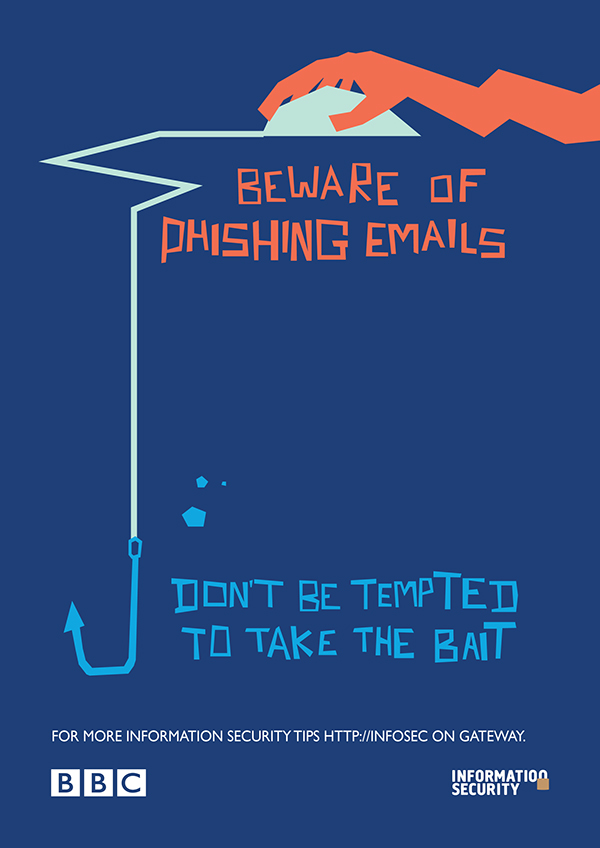 BEWARE OF
PHISHING EMAILS
DON'T BE TEMPTED
TO TAKE THE BAIT
FOR MORE INFORMATION SECURITY TIPS HTTP://INFOSEC ON GATEWAY.
BBC
INFORMATION
SECURITY